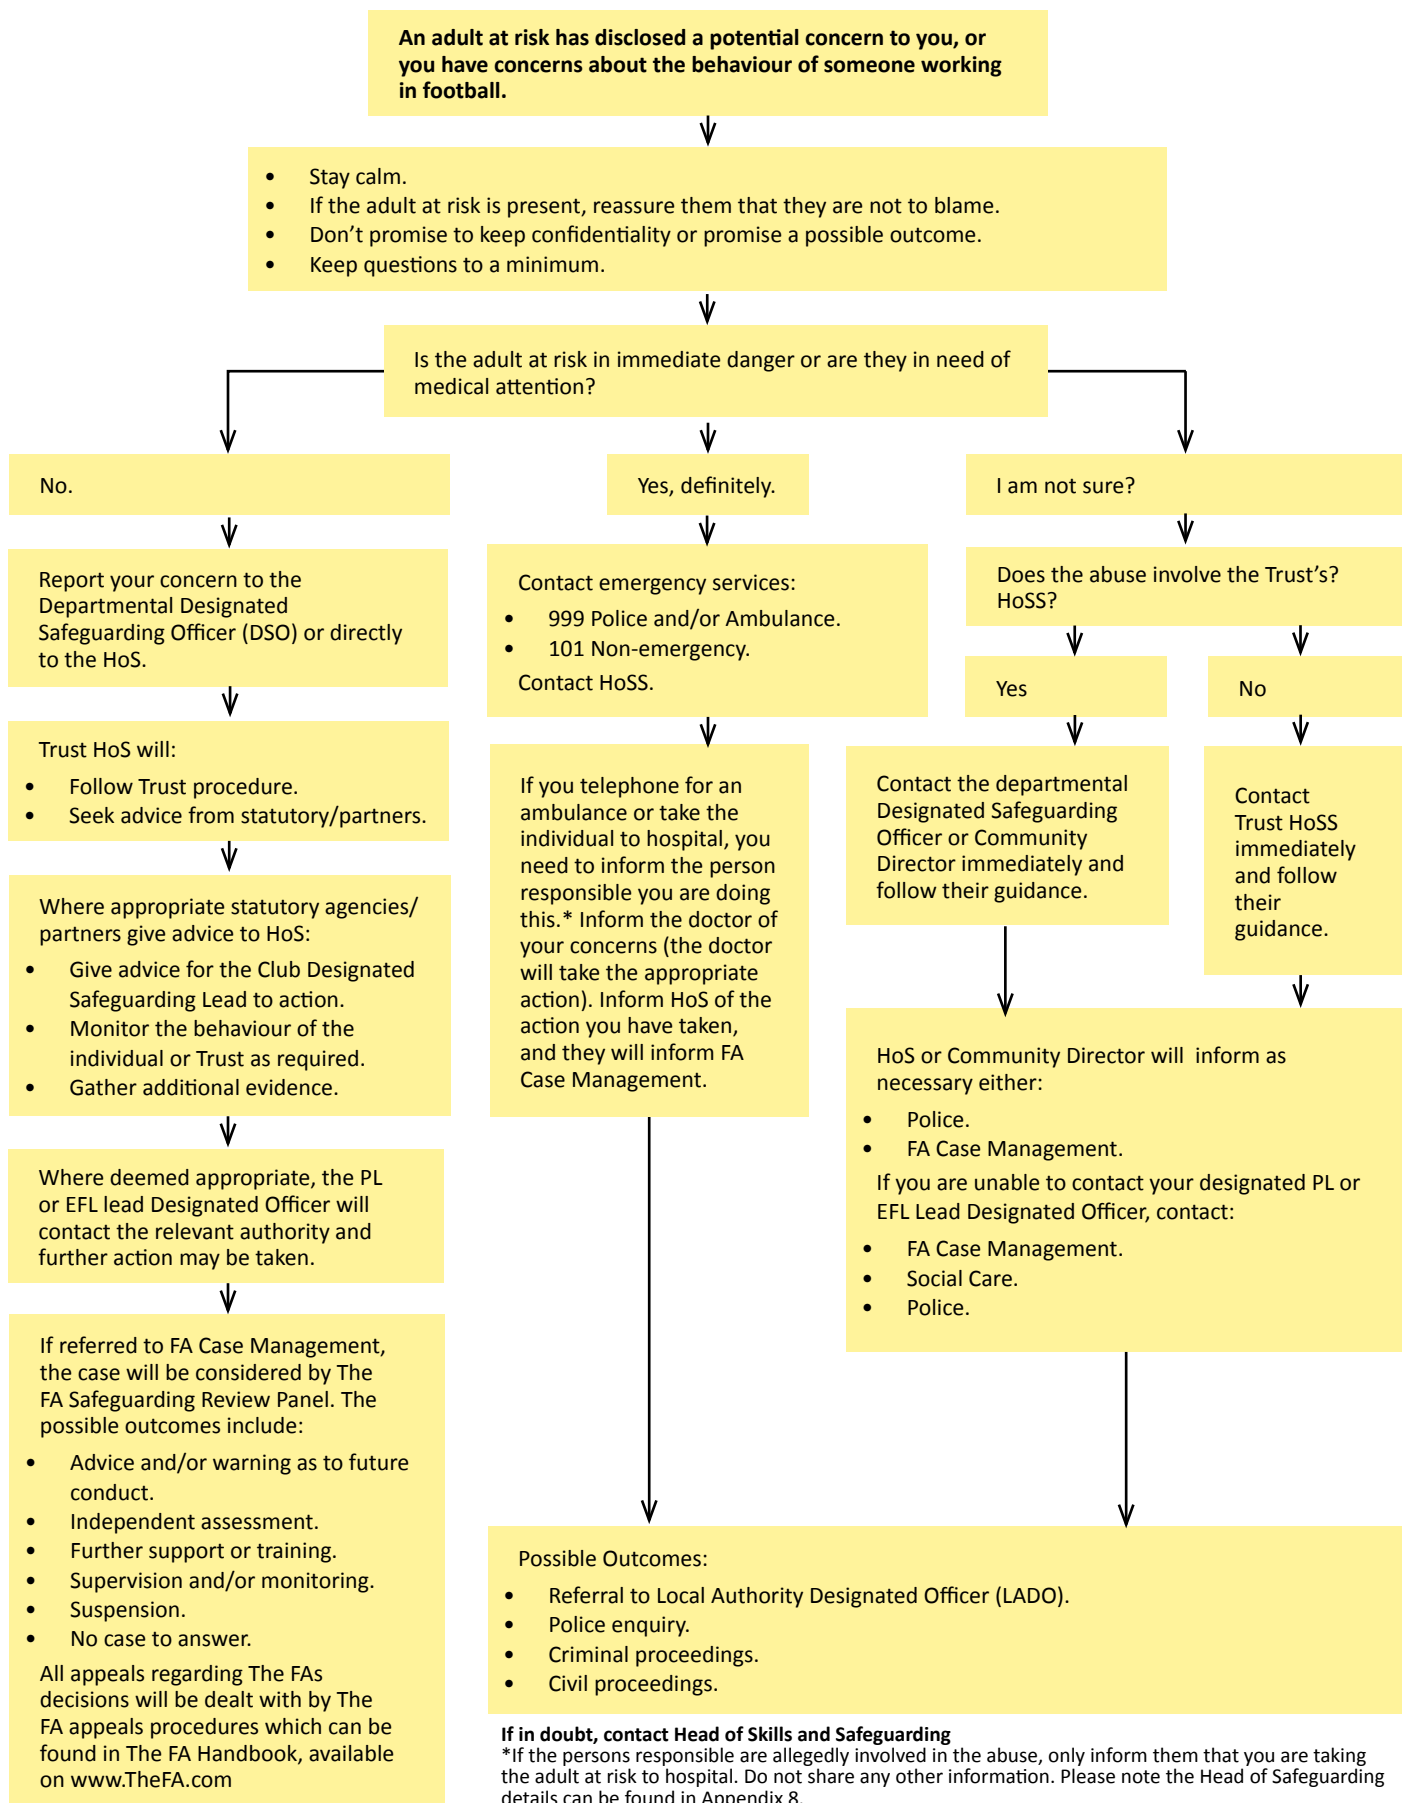 An adult at risk has disclosed a potential concern to you, or
you have concerns about the behaviour of someone working
in football.
• Stay calm.
• If the adult at risk is present, reassure them that they are not to blame.
• Don’t promise to keep confidentiality or promise a possible outcome.
• Keep questions to a minimum.
Is the adult at risk in immediate danger or are they in need of
medical attention?
No.
Report your concern to the
Departmental Designated
Safeguarding Officer (DSO) or directly
to the HoS.
Trust HoS will:
• Follow Trust procedure.
• Seek advice from statutory/partners.
Where appropriate statutory agencies/
partners give advice to HoS:
• Give advice for the Club Designated
Safeguarding Lead to action.
• Monitor the behaviour of the
individual or Trust as required.
• Gather additional evidence.
Where deemed appropriate, the PL
or EFL lead Designated Officer will
contact the relevant authority and
further action may be taken.
If referred to FA Case Management,
the case will be considered by The
FA Safeguarding Review Panel. The
possible outcomes include:
• Advice and/or warning as to future
conduct.
• Independent assessment.
• Further support or training.
• Supervision and/or monitoring.
• Suspension.
• No case to answer.
All appeals regarding The FAs
decisions will be dealt with by The
FA appeals procedures which can be
found in The FA Handbook, available
on www.TheFA.com
Yes, definitely.
Contact emergency services:
• 999 Police and/or Ambulance.
• 101 Non-emergency.
Contact HoSS.
If you telephone for an
ambulance or take the
individual to hospital, you
need to inform the person
responsible you are doing
this.* Inform the doctor of
your concerns (the doctor
will take the appropriate
action). Inform HoS of the
action you have taken,
and they will inform FA
Case Management.
I am not sure?
Does the abuse involve the Trust’s?
HoSS?
Yes
Contact the departmental
Designated Safeguarding
Officer or Community
Director immediately and
follow their guidance.
No
Contact
Trust HoSS
immediately
and follow
their
guidance.
HoS or Community Director will inform as
necessary either:
• Police.
• FA Case Management.
If you are unable to contact your designated PL or
EFL Lead Designated Officer, contact:
• FA Case Management.
• Social Care.
• Police.
Possible Outcomes:
• Referral to Local Authority Designated Officer (LADO).
• Police enquiry.
• Criminal proceedings.
• Civil proceedings.
If in doubt, contact Head of Skills and Safeguarding
*If the persons responsible are allegedly involved in the abuse, only inform them that you are taking
the adult at risk to hospital. Do not share any other information. Please note the Head of Safeguarding
details can be found in Appendix 8.